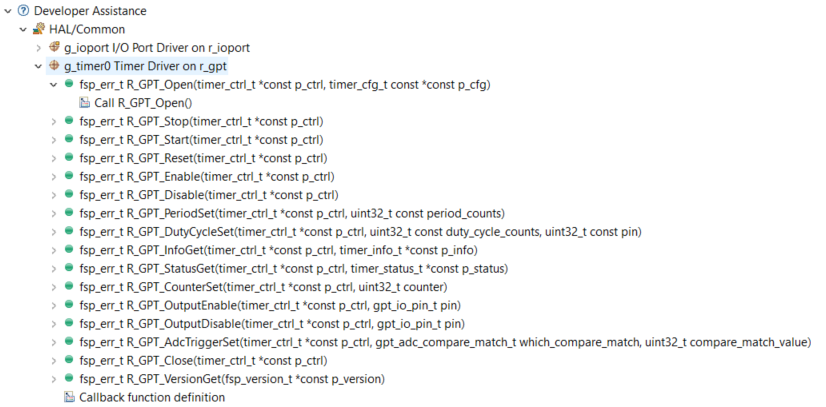 Developer Assistance
HAL/Common
g_ioport I/O Port Driver on r_ioport
g_timer0 Timer Driver on r_gpt
fsp_err_t R_GPT_Open(timer_ctrl_t *const p_ctrl, timer_cfg_t const *const p_cfg)
Call R_GPT_Open()
fsp_err_t R_GPT_Stop(timer_ctrl_t *const p_ctrl)
fsp_err_t R_GPT_Start(timer_ctrl_t *const p_ctrl)
fsp_err_t R_GPT_Reset(timer_ctrl_t *const p_ctrl)
fsp_err_t R_GPT_Enable(timer_ctrl_t *const p_ctrl)
fsp_err_t R_GPT_Disable(timer_ctrl_t *const p_ctrl)
fsp_err_t R_GPT_PeriodSet(timer_ctrl_t *const p_ctrl, uint32_t const period_counts)
fsp_err_t R_GPT_DutyCycleSet(timer_ctrl_t *const p_ctrl, uint32_t const duty_cycle_counts, uint32_t const pin)
fsp_err_t R_GPT_InfoGet(timer_ctrl_t *const p_ctrl, timer_info_t *const p_info)
fsp_err_t R_GPT_StatusGet(timer_ctrl_t *const p_ctrl, timer_status_t *const p_status)
fsp_err_t R_GPT_CounterSet(timer_ctrl_t *const p_ctrl, uint32_t counter)
fsp_err_t R_GPT_OutputEnable(timer_ctrl_t *const p_ctrl, gpt_io_pin_t pin)
fsp_err_t R_GPT_OutputDisable(timer_ctrl_t *const p_ctrl, gpt_io_pin_t pin)
fsp_err_t R_GPT_AdcTriggerSet(timer_ctrl_t *const p_ctrl, gpt_adc_compare_match_t which_compare_match, uint32_t compare_match_value)
fsp_err_t R_GPT_Close(timer_ctrl_t *const p_ctrl)
fsp_err_t R_GPT_VersionGet(fsp_version_t *const p_version)
Callback function definition